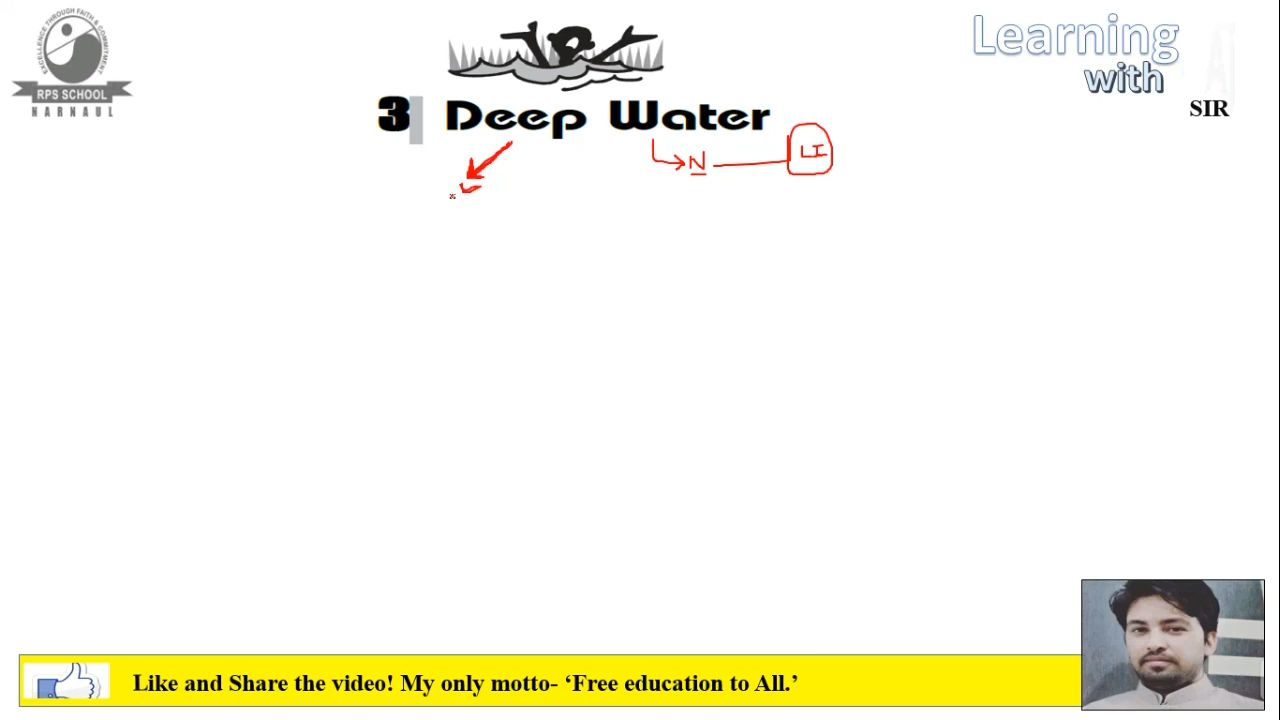 EXCELLENCE THROUGH FAITH & COMMITMENT
RPS SCHOOL
NARNAUL
Learning
with
SIR
3 Deep Water
N
LI
Like and Share the video! My only motto- ‘Free education to All.’